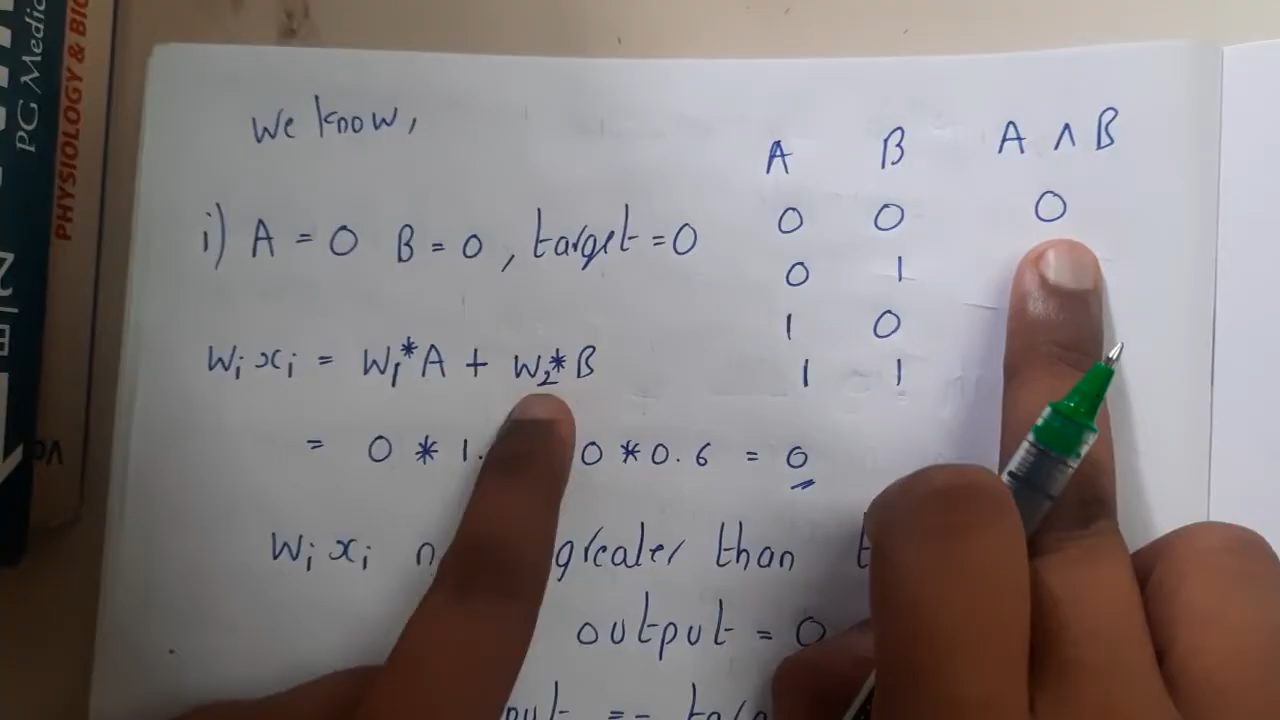 PG Medic
PHYSIOLOGY & BIO
We know,
A B A ∧ B
0 0 0
0 1
1 0
1 1
i) A = 0 B = 0 , target = 0
Wi xi = W1*A + W2*B
= 0 * 1. 0 * 0.6 = 0
Wi xi greater than
output = 0
==